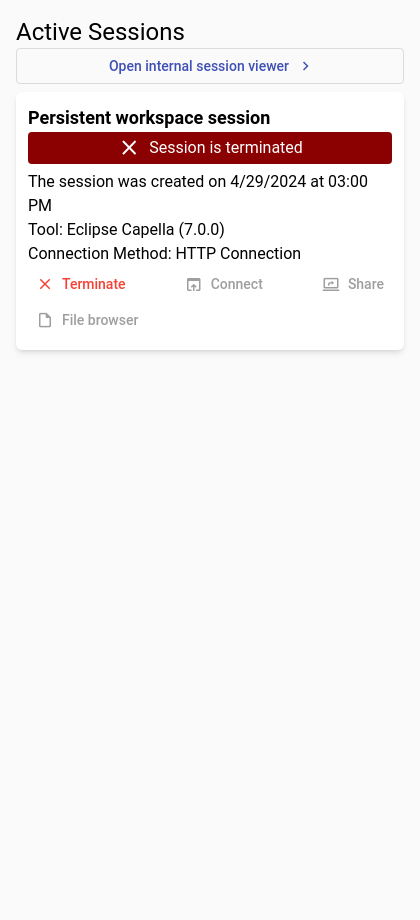 Active Sessions
Open internal session viewer
Persistent workspace session
Session is terminated
The session was created on 4/29/2024 at 03:00
PM
Tool: Eclipse Capella (7.0.0)
Connection Method: HTTP Connection
Terminate Connect Share
File browser